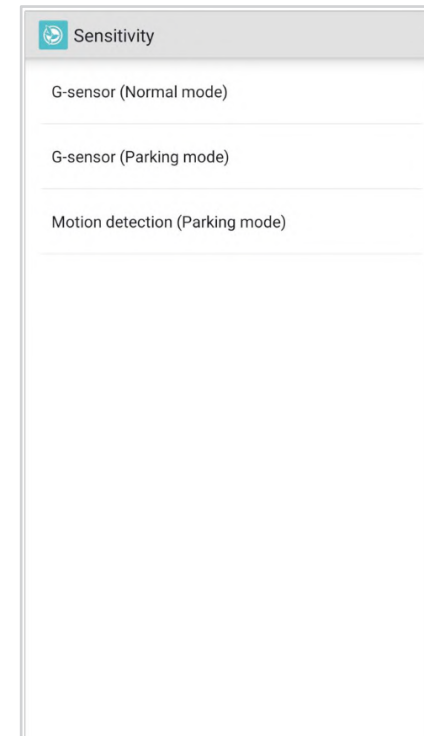 Sensitivity
G-sensor (Normal mode)
G-sensor (Parking mode)
Motion detection (Parking mode)